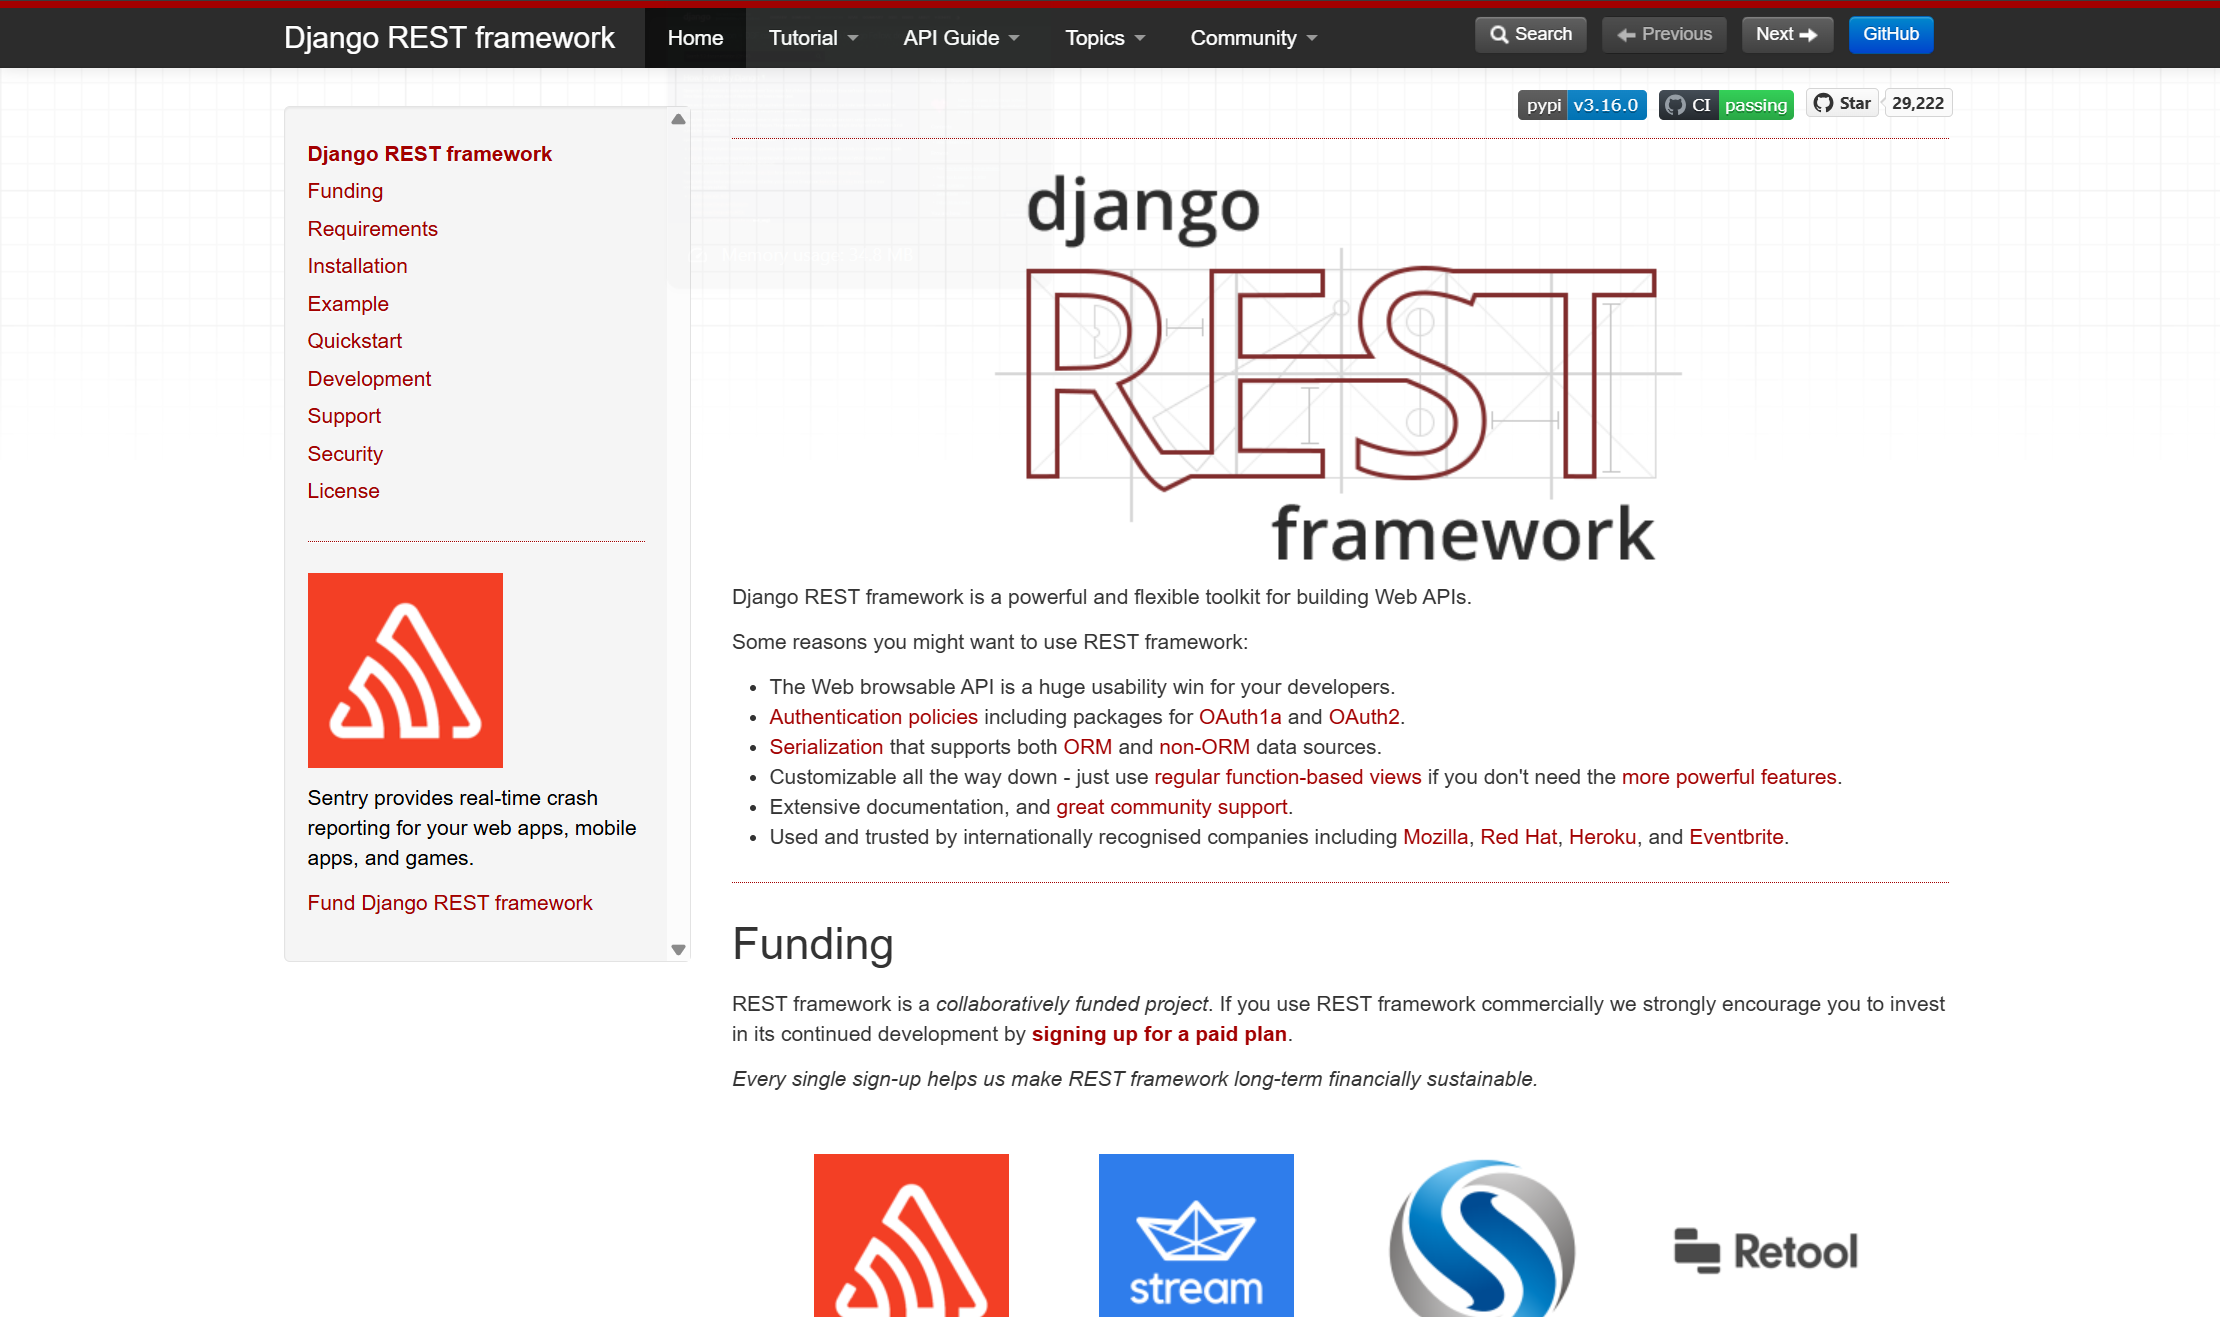 Django REST framework
Home
Tutorial
API Guide
Topics
Community
Search
Previous
Next
GitHub
pypi v3.16.0
CI passing
Star
29,222
Django REST framework
Funding
Requirements
Installation
Example
Quickstart
Development
Support
Security
License
Sentry provides real-time crash
reporting for your web apps, mobile
apps, and games.
Fund Django REST framework
django
REST
framework
Django REST framework is a powerful and flexible toolkit for building Web APIs.
Some reasons you might want to use REST framework:
The Web browsable API is a huge usability win for your developers.
Authentication policies including packages for OAuth1a and OAuth2.
Serialization that supports both ORM and non-ORM data sources.
Customizable all the way down - just use regular function-based views if you don't need the more powerful features.
Extensive documentation, and great community support.
Used and trusted by internationally recognised companies including Mozilla, Red Hat, Heroku, and Eventbrite.
Funding
REST framework is a collaboratively funded project. If you use REST framework commercially we strongly encourage you to invest
in its continued development by signing up for a paid plan.
Every single sign-up helps us make REST framework long-term financially sustainable.
stream
Retool